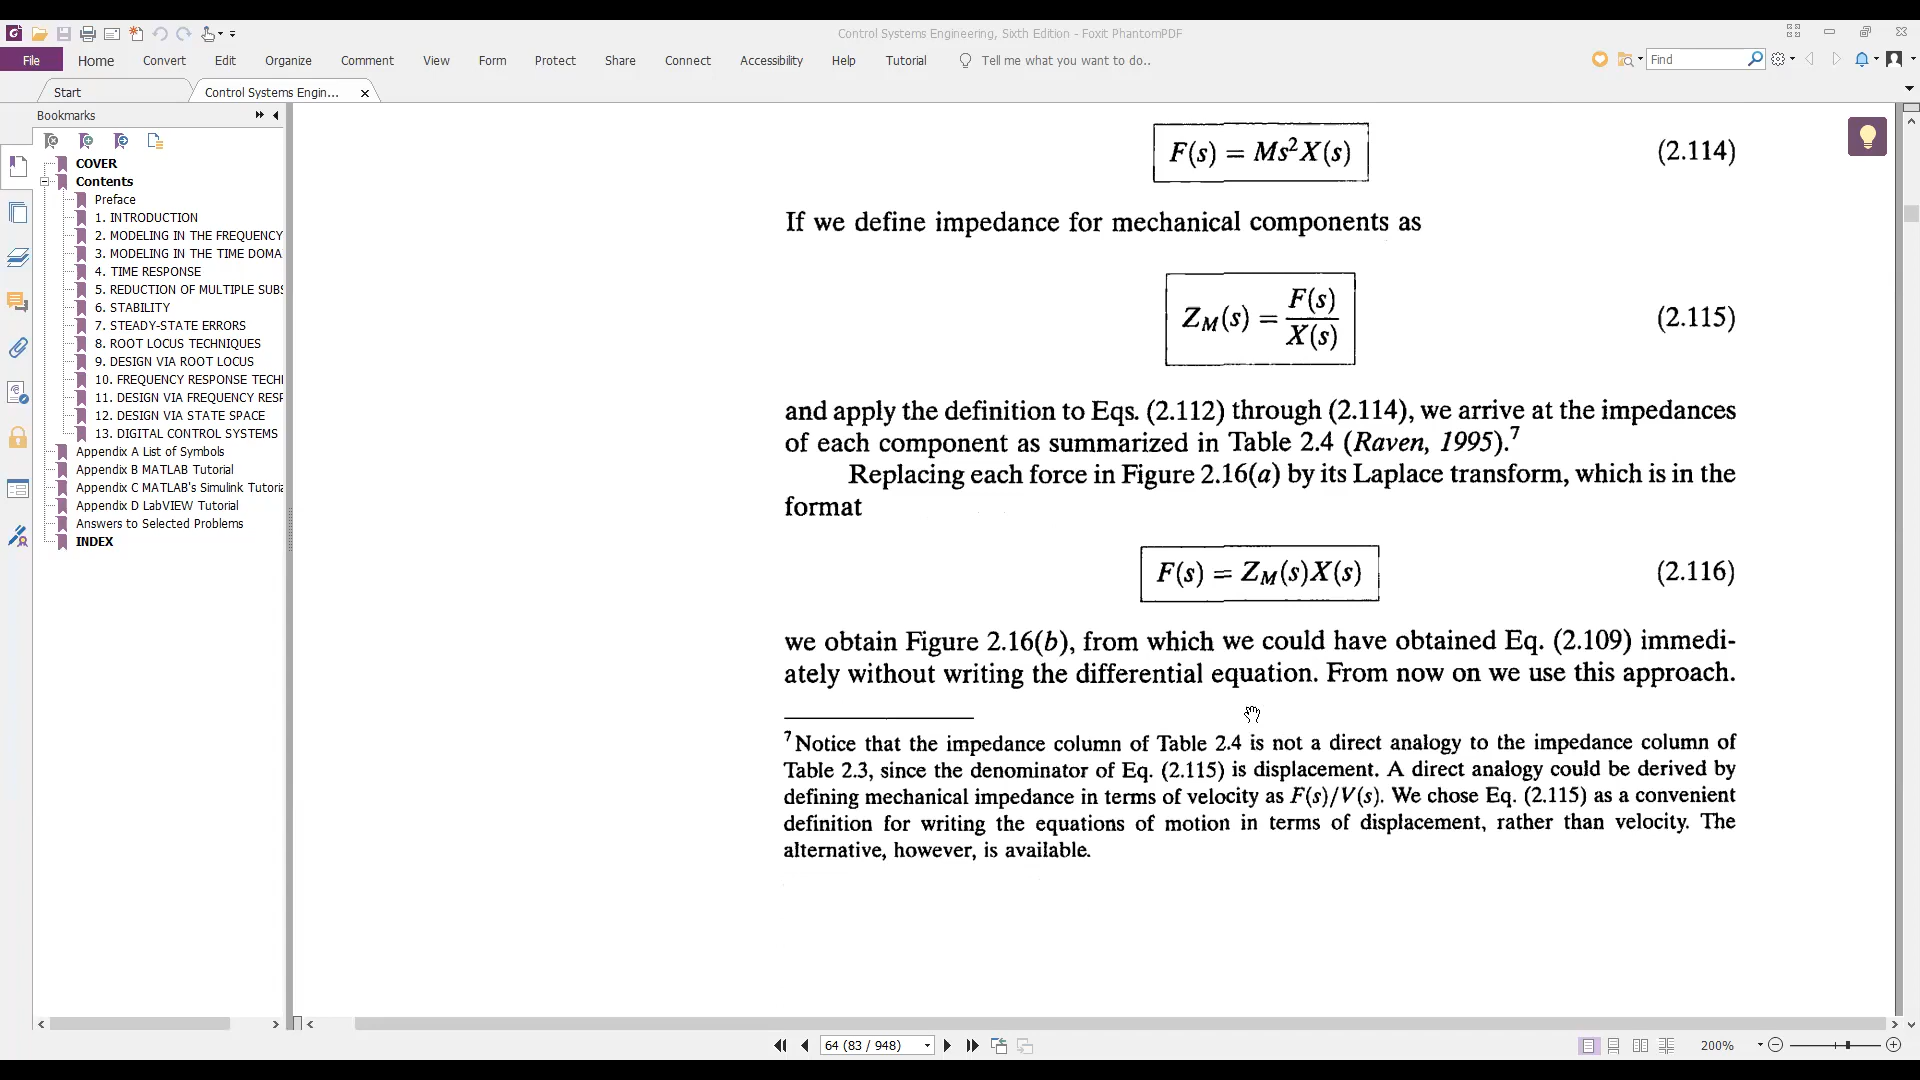 Control Systems Engineering, Sixth Edition - Foxit PhantomPDF
File Home Convert Edit Organize Comment View Form Protect Share Connect Accessibility Help Tutorial Tell me what you want to do.. Find
Start Control Systems Engin...
Bookmarks
COVER
Contents
Preface
1. INTRODUCTION
2. MODELING IN THE FREQUENCY
3. MODELING IN THE TIME DOMA
4. TIME RESPONSE
5. REDUCTION OF MULTIPLE SUBS
6. STABILITY
7. STEADY-STATE ERRORS
8. ROOT LOCUS TECHNIQUES
9. DESIGN VIA ROOT LOCUS
10. FREQUENCY RESPONSE TECH
11. DESIGN VIA FREQUENCY RESP
12. DESIGN VIA STATE SPACE
13. DIGITAL CONTROL SYSTEMS
Appendix A List of Symbols
Appendix B MATLAB Tutorial
Appendix C MATLAB's Simulink Tutoria
Appendix D LabVIEW Tutorial
Answers to Selected Problems
INDEX
F(s) = Ms²X(s) (2.114)
If we define impedance for mechanical components as
Z_M(s) = F(s)/X(s) (2.115)
and apply the definition to Eqs. (2.112) through (2.114), we arrive at the impedances
of each component as summarized in Table 2.4 (Raven, 1995).⁷
Replacing each force in Figure 2.16(a) by its Laplace transform, which is in the
format
F(s) = Z_M(s)X(s) (2.116)
we obtain Figure 2.16(b), from which we could have obtained Eq. (2.109) immedi-
ately without writing the differential equation. From now on we use this approach.
⁷Notice that the impedance column of Table 2.4 is not a direct analogy to the impedance column of
Table 2.3, since the denominator of Eq. (2.115) is displacement. A direct analogy could be derived by
defining mechanical impedance in terms of velocity as F(s)/V(s). We chose Eq. (2.115) as a convenient
definition for writing the equations of motion in terms of displacement, rather than velocity. The
alternative, however, is available.
64 (83 / 948) 200%